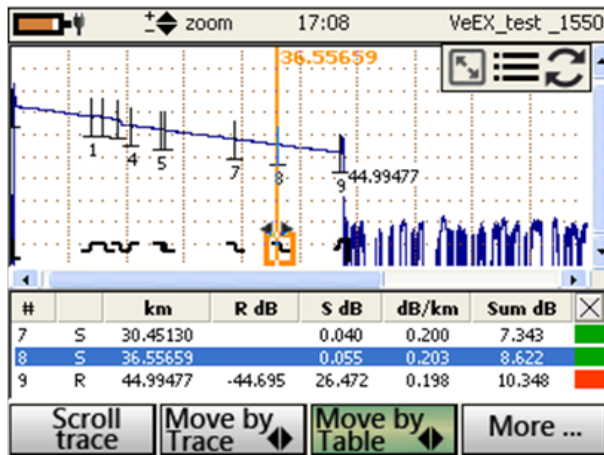 zoom 17:08 VeEX_test _1550
36.55659
1 4 5 7 8 9 44.99477
# km R dB S dB dB/km Sum dB
7 S 30.45130 0.040 0.200 7.343
8 S 36.55659 0.055 0.203 8.622
9 R 44.99477 -44.695 26.472 0.198 10.348
Scroll trace Move by Trace Move by Table More ...